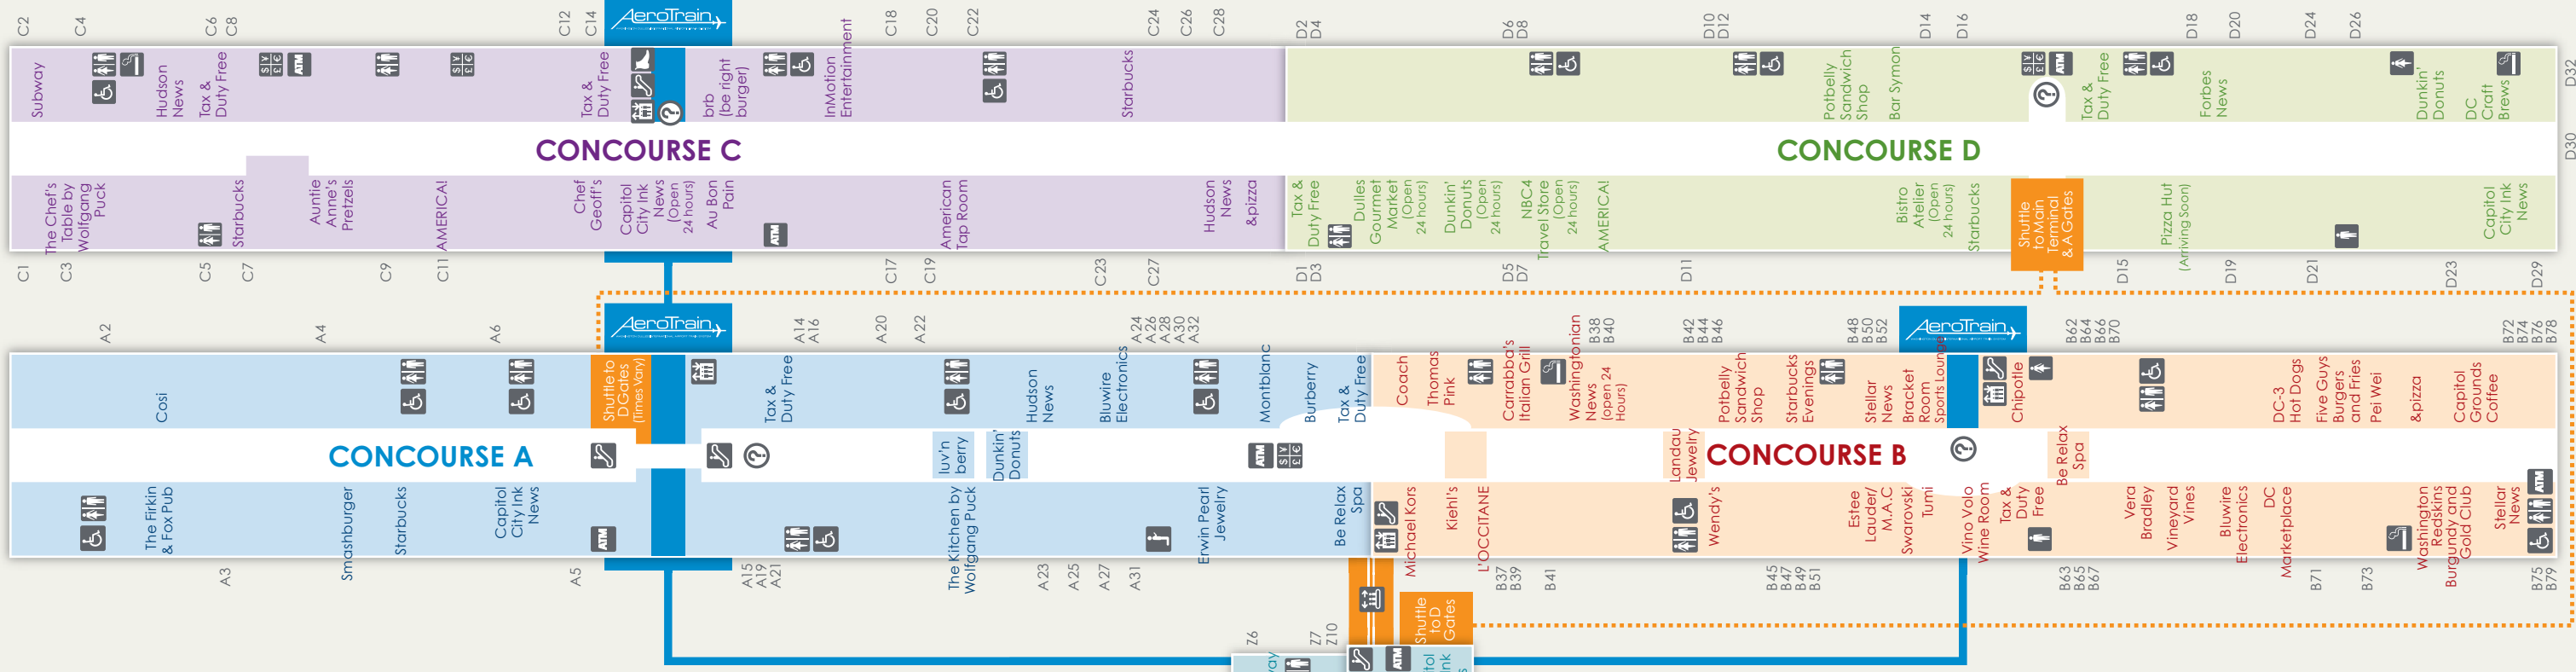 C2
C4
C6
C8
C12
C14
AeroTrain
C18
C20
C22
C24
C26
C28
D2
D4
D6
D8
D10
D12
D14
D16
D18
D20
D24
D26
D32
D30
Subway
Hudson
News
Tax &
Duty Free
ATM
Tax &
Duty Free
brb
(be right
burger)
InMotion
Entertainment
Starbucks
Potbelly
Sandwich
Shop
Bar Symon
ATM
Tax &
Duty Free
Forbes
News
Dunkin'
Donuts
DC
Craft
Brews
CONCOURSE C
CONCOURSE D
The Chef's
Table by
Wolfgang
Puck
Starbucks
Auntie
Anne's
Pretzels
AMERICA!
Chef
Geoff's
Capitol
City Ink
News
(Open
24 hours)
Au Bon
Pain
ATM
American
Tap Room
Hudson
News
&pizza
Tax &
Duty Free
Dulles
Gourmet
Market
(Open
24 hours)
Dunkin'
Donuts
(Open
24 hours)
NBC4
Travel Store
(Open
24 hours)
AMERICA!
Bistro
Atelier
(Open
24 hours)
Starbucks
Shuttle
to Main
Terminal
& A Gates
Pizza Hut
(Arriving Soon)
Capitol
City Ink
News
C1
C3
C5
C7
C9
C11
C17
C19
C23
C27
D1
D3
D5
D7
D11
D15
D19
D21
D23
D29
A2
A4
A6
AeroTrain
A14
A16
A20
A22
A24
A26
A28
A30
A32
B38
B40
B42
B44
B46
B48
B50
B52
AeroTrain
B62
B64
B66
B70
B72
B74
B76
B78
Cosi
Shuttle to
D Gates
(Times Vary)
Tax &
Duty Free
Hudson
News
Bluwire
Electronics
Montblanc
Burberry
Tax &
Duty Free
Coach
Thomas
Pink
Carrabba's
Italian Grill
Washingtonian
News
(open 24
Hours)
Potbelly
Sandwich
Shop
Starbucks
Evenings
Stellar
News
Bracket
Room
Sports Lounge
Chipotle
DC-3
Hot Dogs
Five Guys
Burgers
and Fries
Pei Wei
&pizza
Capitol
Grounds
Coffee
CONCOURSE A
luv'n
berry
Dunkin'
Donuts
ATM
Landau
Jewelry
CONCOURSE B
Be Relax
Spa
The Firkin
& Fox Pub
Smashburger
Starbucks
Capitol
City Ink
News
ATM
The Kitchen by
Wolfgang Puck
Erwin Pearl
Jewelry
Be Relax
Spa
Michael Kors
Kiehl's
L'OCCITANE
Wendy's
Estee
Lauder/
M.A.C
Swarovski
Tumi
Vino Volo
Wine Room
Tax &
Duty
Free
Vera
Bradley
Vineyard
Vines
Bluwire
Electronics
DC
Marketplace
Washington
Redskins
Burgundy and
Gold Club
Stellar
News
ATM
A3
A5
A15
A19
A21
A23
A25
A27
A31
B37
B39
B41
B45
B47
B49
B51
B63
B65
B67
B71
B73
B75
B79
Z6
Z7
Z10
Shuttle
to D
Gates
ATM